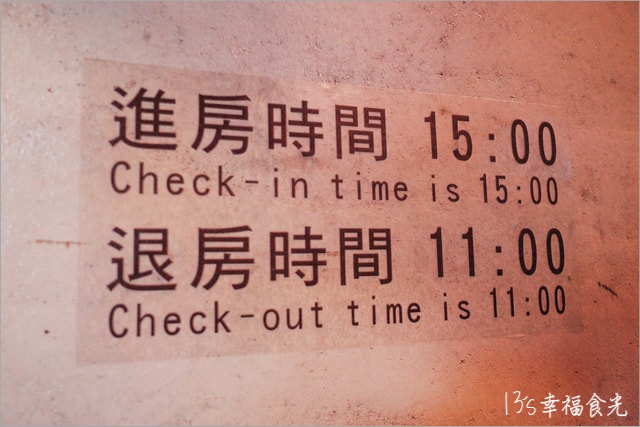 進房時間 15:00
Check-in time is 15:00
退房時間 11:00
Check-out time is 11:00
13's幸福食光